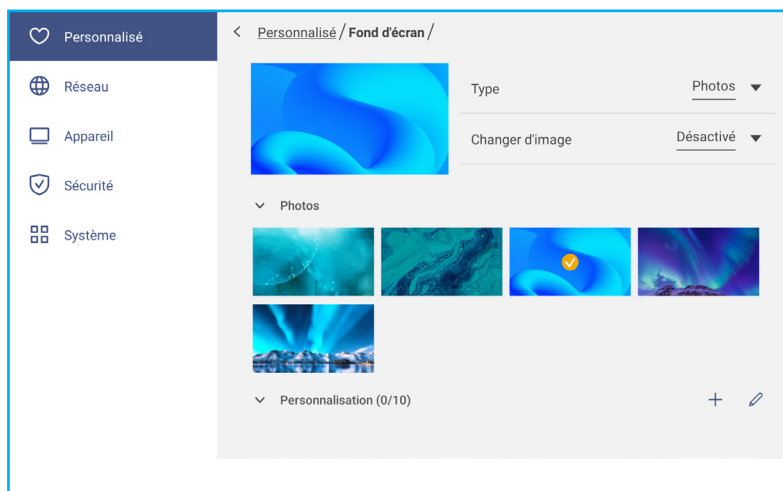 Personnalisé
Réseau
Appareil
Sécurité
Système
Personnalisé / Fond d'écran /
Type Photos
Changer d'image Désactivé
Photos
Personnalisation (0/10)